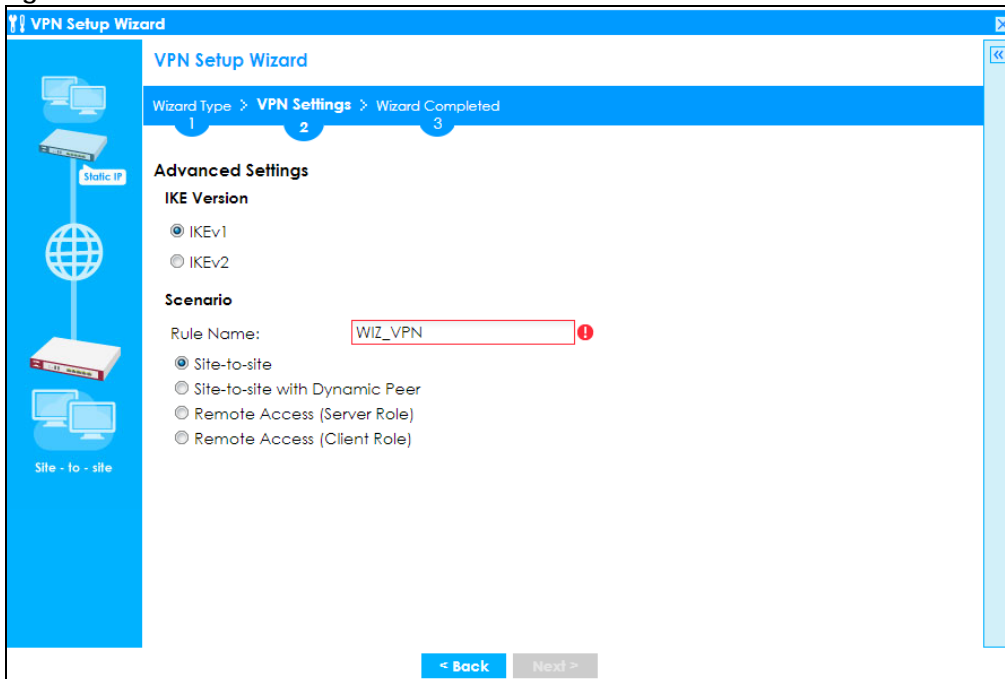 VPN Setup Wizard
VPN Setup Wizard
Wizard Type > VPN Settings > Wizard Completed
1 2 3
Static IP
Advanced Settings
IKE Version
IKEv1
IKEv2
Scenario
Rule Name: WIZ_VPN
Site-to-site
Site-to-site with Dynamic Peer
Remote Access (Server Role)
Remote Access (Client Role)
Site - to - site
< Back Next >